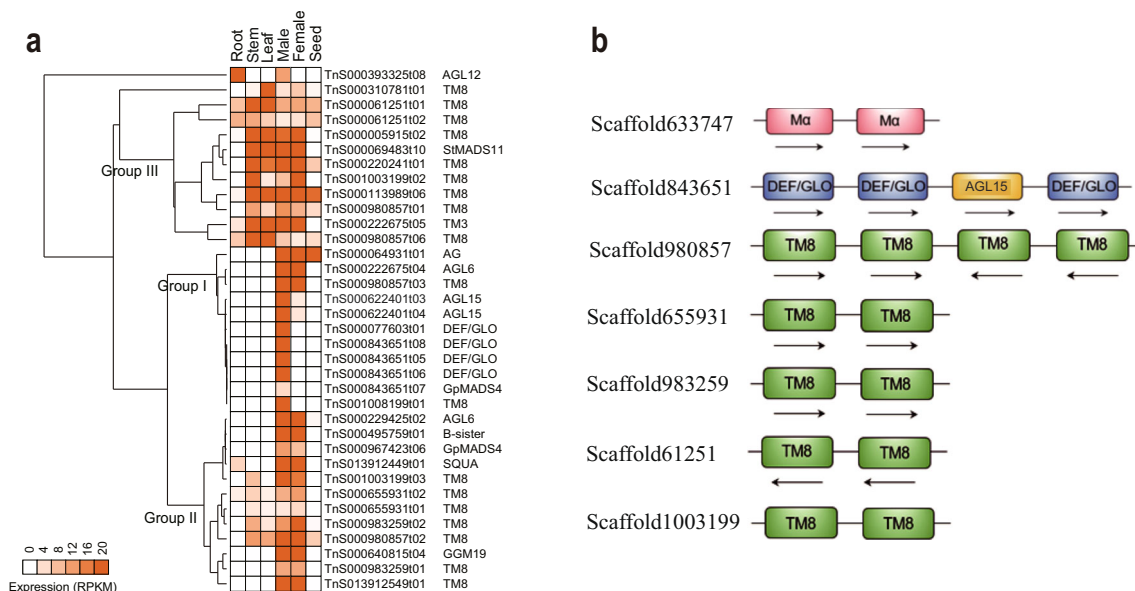 a
Root
Stem
Leaf
Male
Female
Seed
TnS000393325t08 AGL12
TnS000310781t01 TM8
TnS000061251t01 TM8
TnS000061251t02 TM8
TnS000005915t02 TM8
TnS000069483t10 StMADS11
TnS000220241t01 TM8
TnS001003199t02 TM8
TnS000113989t06 TM8
TnS000980857t01 TM8
TnS000222675t05 TM3
TnS000980857t06 TM8
TnS000064931t01 AG
TnS000222675t04 AGL6
TnS000980857t03 TM8
TnS000622401t03 AGL15
TnS000622401t04 AGL15
TnS000077603t01 DEF/GLO
TnS000843651t08 DEF/GLO
TnS000843651t05 DEF/GLO
TnS000843651t06 DEF/GLO
TnS000843651t07 GpMADS4
TnS001008199t01 TM8
TnS000229425t02 AGL6
TnS000495759t01 B-sister
TnS000967423t06 GpMADS4
TnS013912449t01 SQUA
TnS001003199t03 TM8
TnS000655931t02 TM8
TnS000655931t01 TM8
TnS000983259t02 TM8
TnS000980857t02 TM8
TnS000640815t04 GGM19
TnS000983259t01 TM8
TnS013912549t01 TM8
Group III
Group I
Group II
0 4 8 12 16 20
Expression (RPKM)
b
Scaffold633747 Mα Mα
Scaffold843651 DEF/GLO DEF/GLO AGL15 DEF/GLO
Scaffold980857 TM8 TM8 TM8 TM8
Scaffold655931 TM8 TM8
Scaffold983259 TM8 TM8
Scaffold61251 TM8 TM8
Scaffold1003199 TM8 TM8